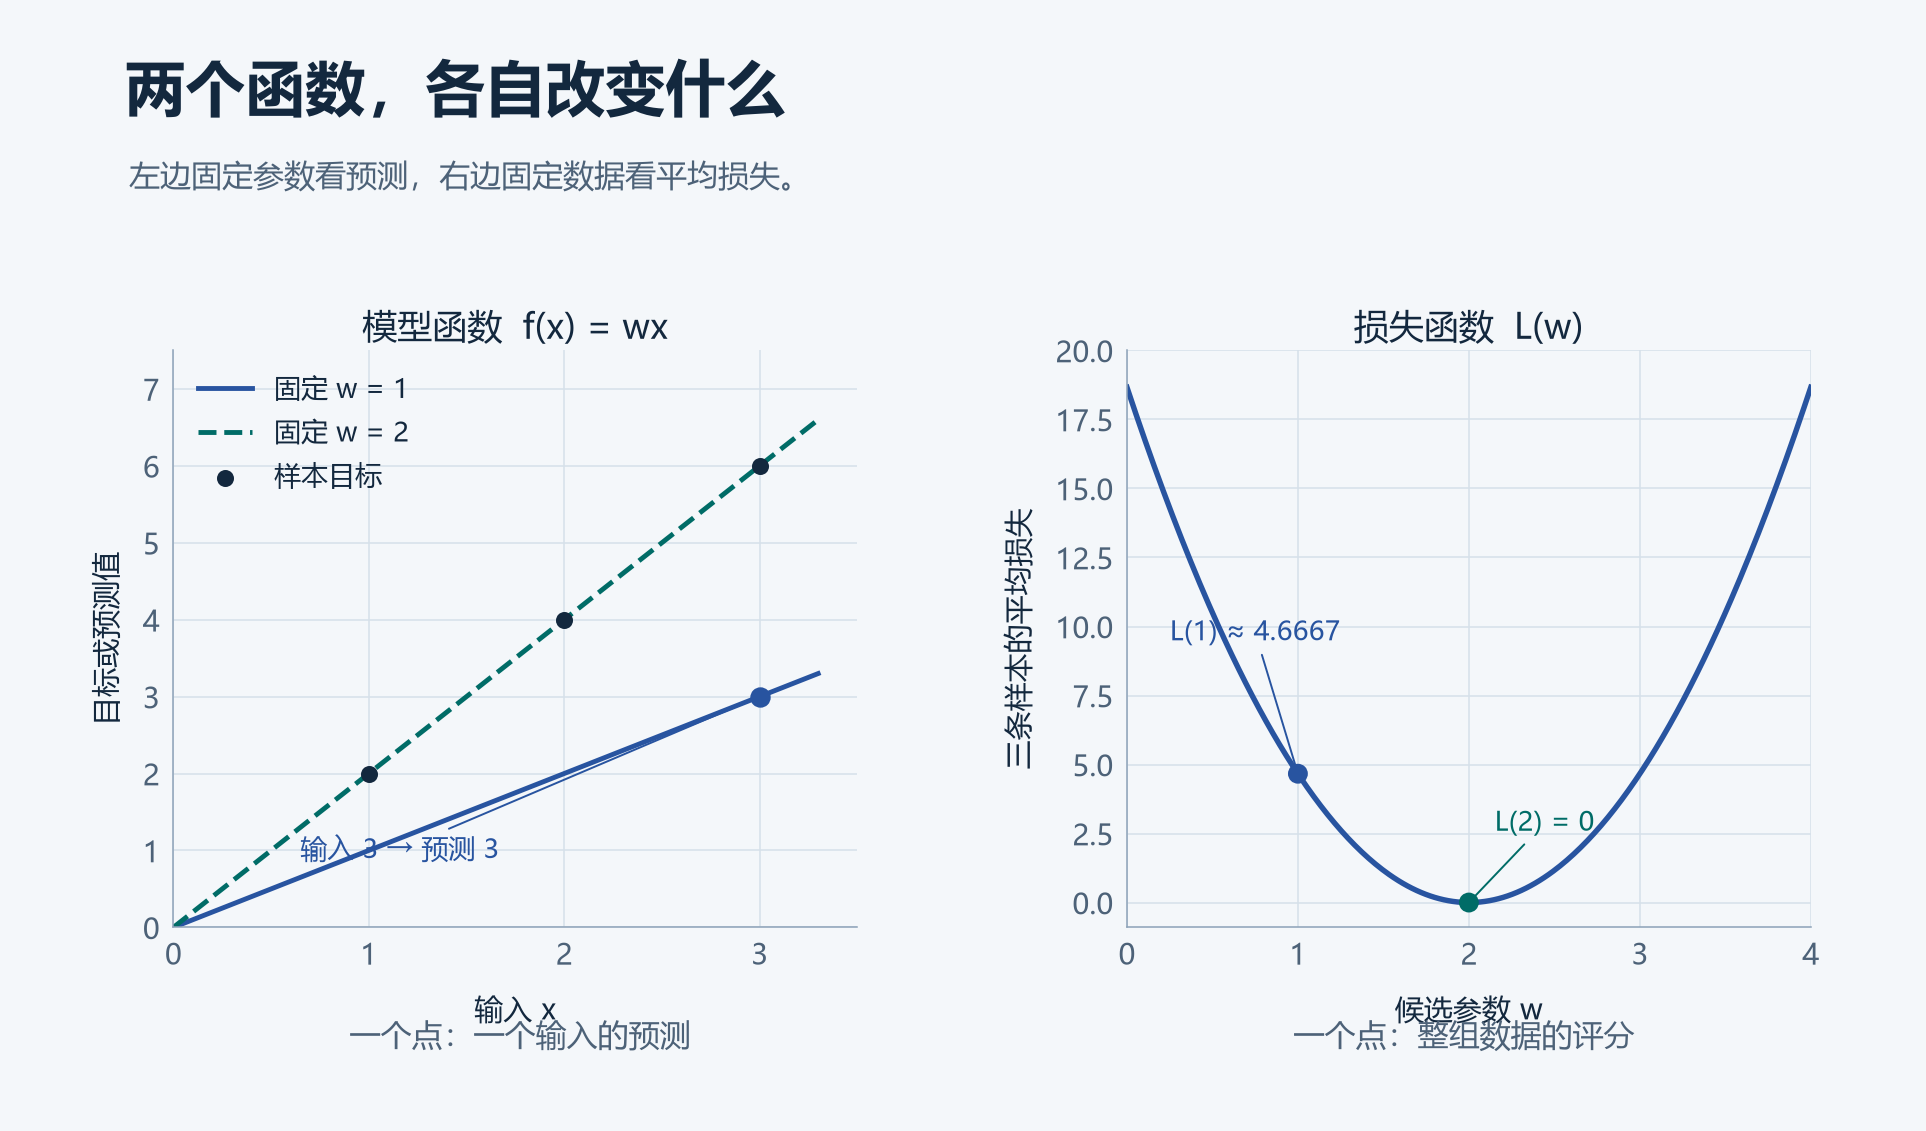 两个函数，各自改变什么
左边固定参数看预测，右边固定数据看平均损失。
模型函数 f(x) = wx
固定 w = 1
固定 w = 2
样本目标
目标或预测值
7
6
5
4
3
2
1
0
输入 3 → 预测 3
0 1 2 3
输入 x
一个点：一个输入的预测
损失函数 L(w)
三条样本的平均损失
20.0
17.5
15.0
12.5
10.0
7.5
5.0
2.5
0.0
L(1) ≈ 4.6667
L(2) = 0
0 1 2 3 4
候选参数 w
一个点：整组数据的评分